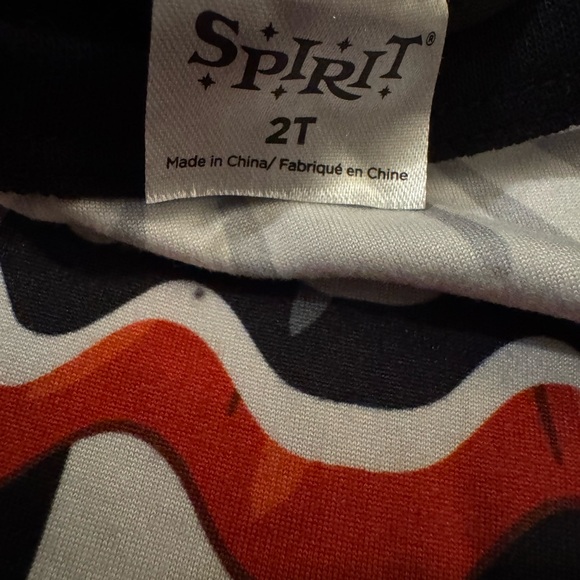 SPIRIT®
2T
Made in China/ Fabriqué en Chine